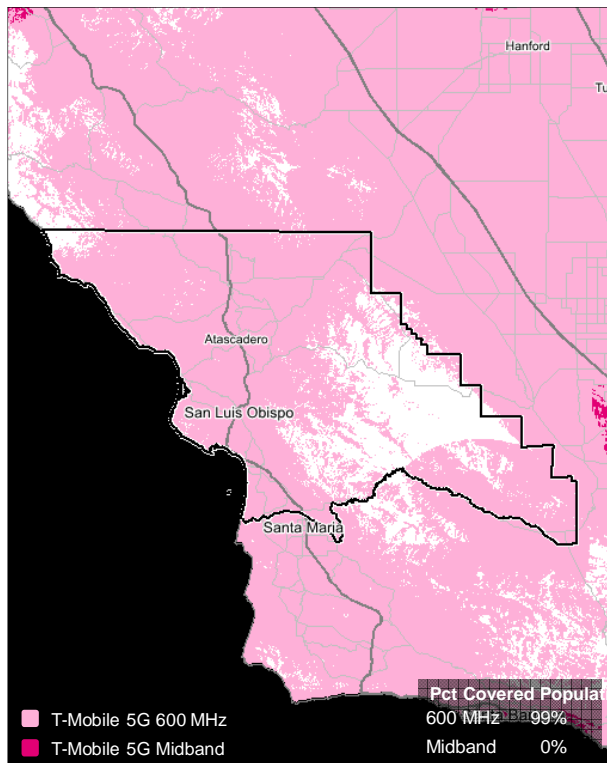 Hanford
Atascadero
San Luis Obispo
Santa Maria
T-Mobile 5G 600 MHz
T-Mobile 5G Midband
Pct Covered Populat
600 MHz 99%
Midband 0%